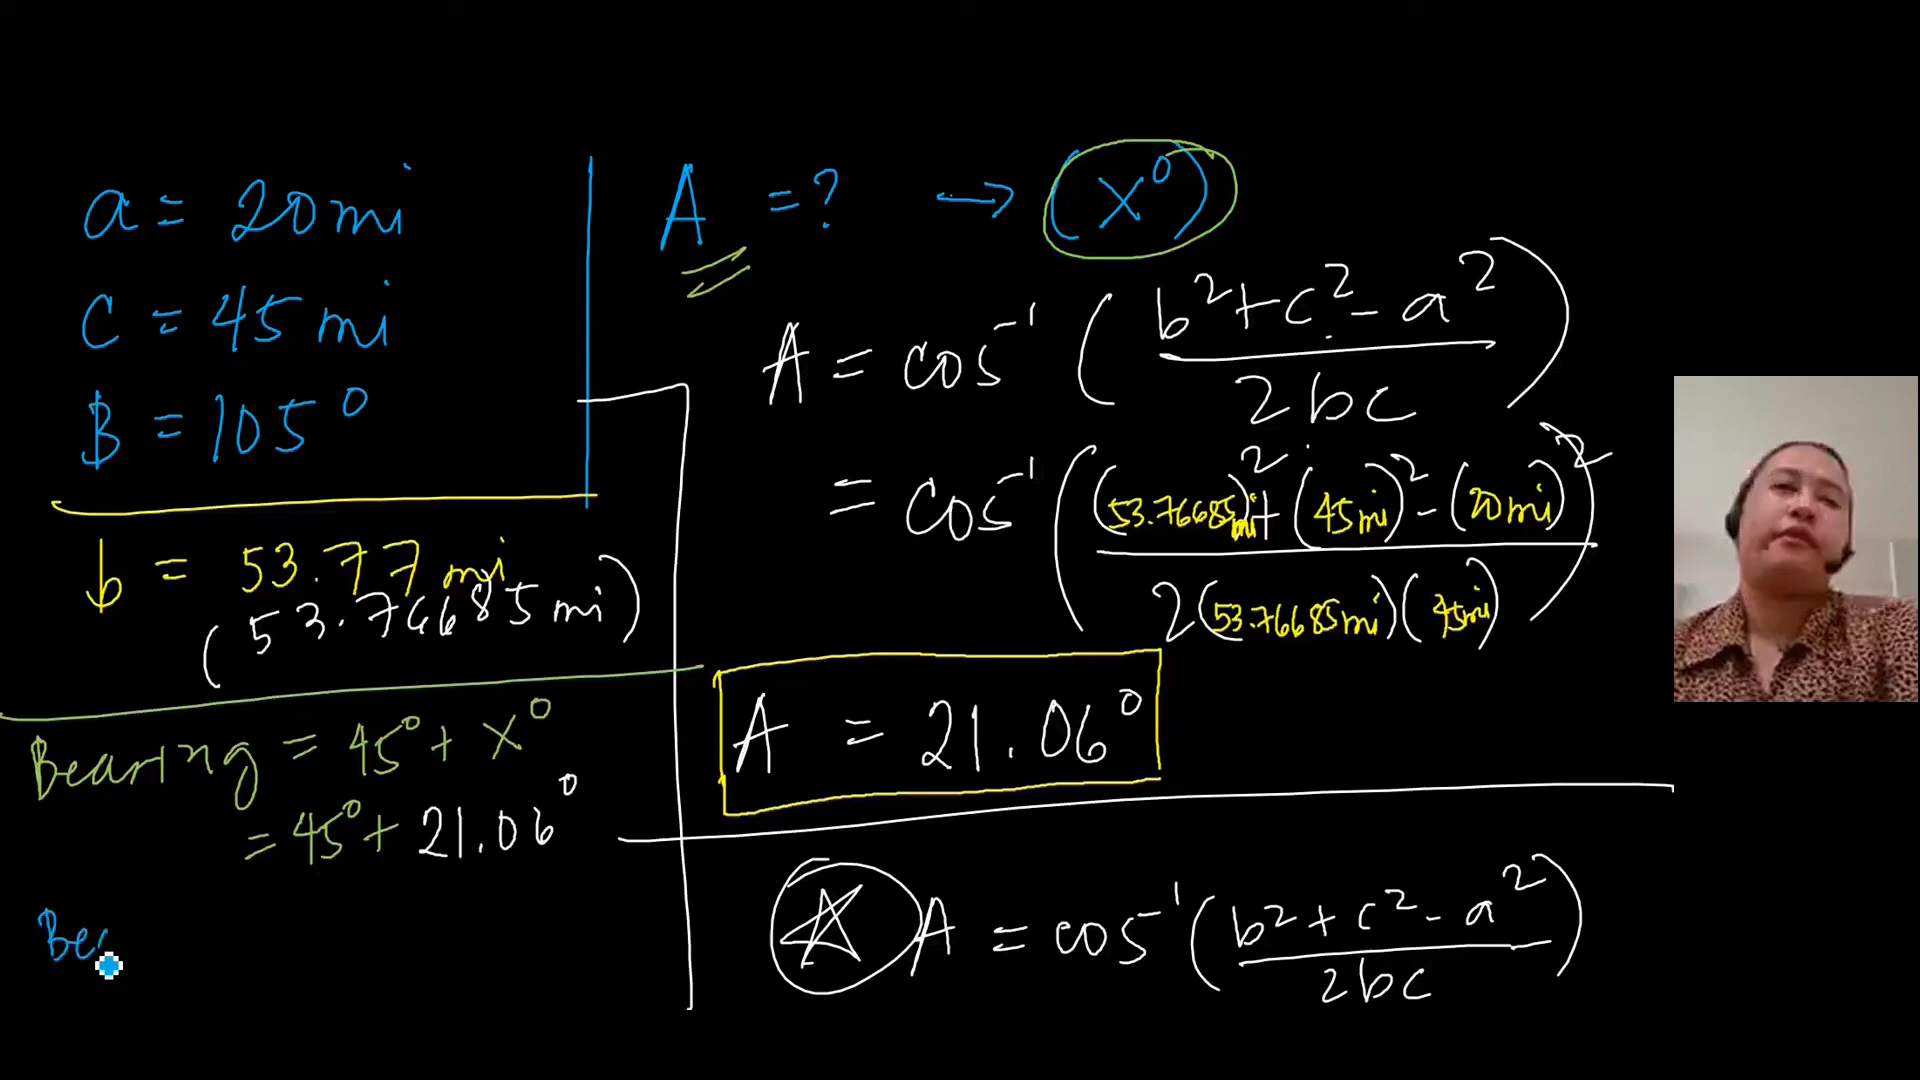 a = 20 mi
c = 45 mi
B = 105°
b = 53.77 mi
(53.76685 mi)
Bearing = 45° + x°
= 45° + 21.06°
Bea
A = ? → (x°)
A = cos⁻¹ ( b² + c² - a² / 2bc )
= cos⁻¹ ( (53.76685 mi)² + (45 mi)² - (20 mi)² / 2(53.76685 mi)(45 mi) )
A = 21.06°
A = cos⁻¹ ( b² + c² - a² / 2bc )